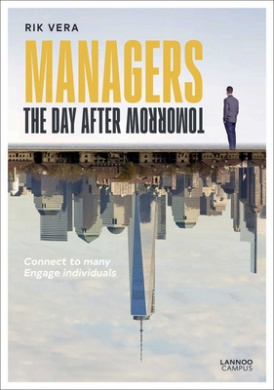 RIK VERA
MANAGERS
THE DAY AFTER TOMORROW
Connect to many
Engage individuals
LANNOO
CAMPUS